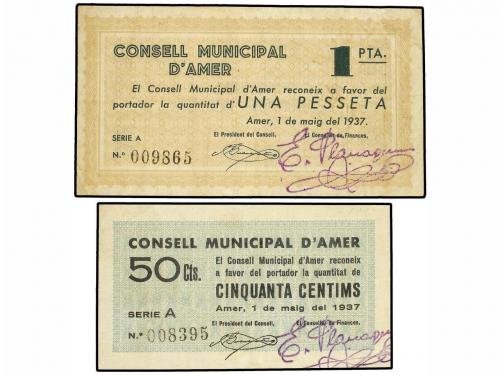 CONSELL MUNICIPAL
D'AMER
1 PTA.
El Consell Municipal d'Amer reconeix a favor del
portador la quantitat d'UNA PESSETA
Amer, 1 de maig del 1937.
SERIE A
El President del Consell, El Conseller de Finances,
N.º 009865
CONSELL MUNICIPAL D'AMER
50 Cts.
El Consell Municipal d'Amer reconeix
a favor del portador la quantitat de
CINQUANTA CENTIMS
Amer, 1 de maig del 1937
SERIE A
El President del Consell, El Conseller de Finances,
N.º 008395